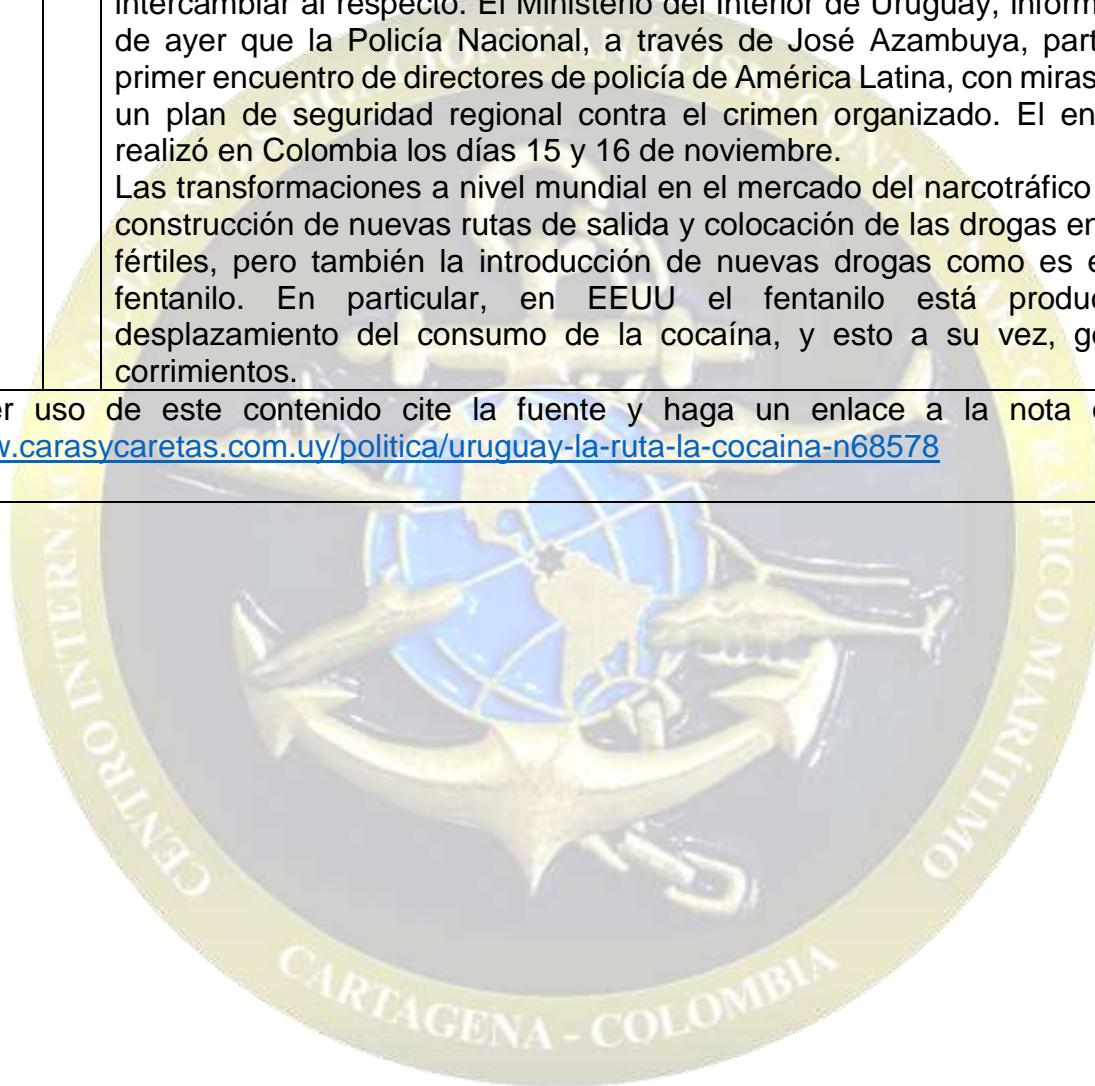 intercambiar al respecto. El Ministerio del Interior de Uruguay, inform
de ayer que la Policía Nacional, a través de José Azambuya, part
primer encuentro de directores de policía de América Latina, con miras
un plan de seguridad regional contra el crimen organizado. El en
realizó en Colombia los días 15 y 16 de noviembre.
Las transformaciones a nivel mundial en el mercado del narcotráfico
construcción de nuevas rutas de salida y colocación de las drogas en
fértiles, pero también la introducción de nuevas drogas como es e
fentanilo. En particular, en EEUU el fentanilo está produc
desplazamiento del consumo de la cocaína, y esto a su vez, g
corrimientos.
er uso de este contenido cite la fuente y haga un enlace a la nota
w.carasycaretas.com.uy/politica/uruguay-la-ruta-la-cocaina-n68578
CENTRO INTERNA
FICO MARÍTIMO
CARTAGENA - COLOMBIA